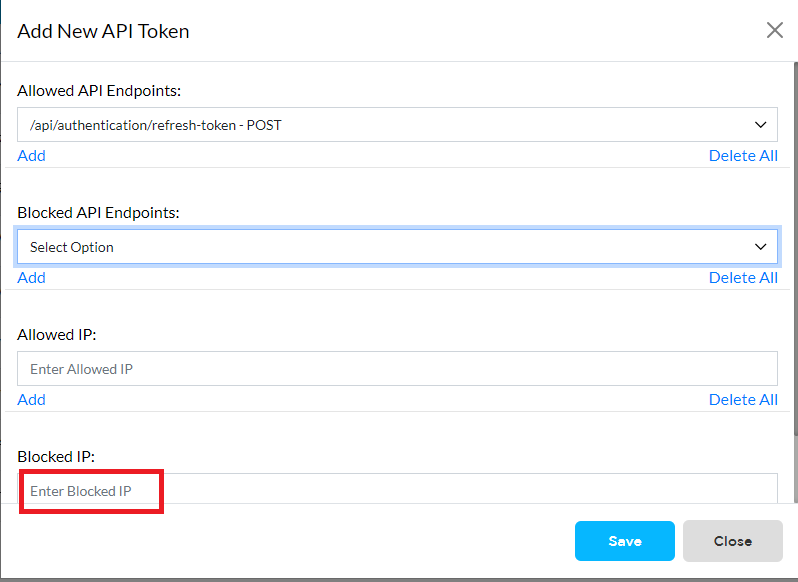 Add New API Token
Allowed API Endpoints:
/api/authentication/refresh-token - POST
Add Delete All
Blocked API Endpoints:
Select Option
Add Delete All
Allowed IP:
Enter Allowed IP
Add Delete All
Blocked IP:
Enter Blocked IP
Save Close